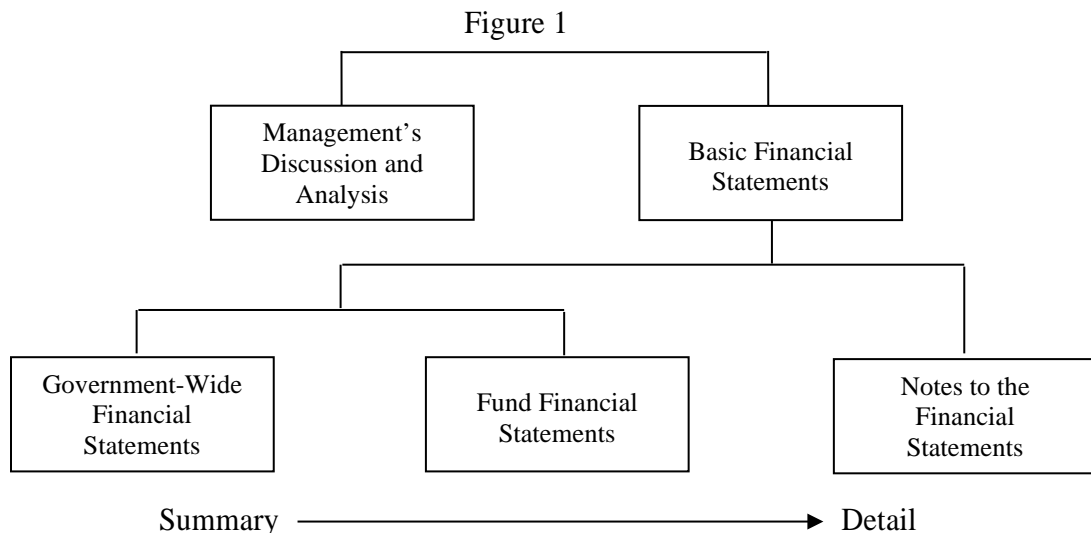 Figure 1
Management’s
Discussion and
Analysis
Basic Financial
Statements
Government-Wide
Financial
Statements
Fund Financial
Statements
Notes to the
Financial
Statements
Summary
Detail